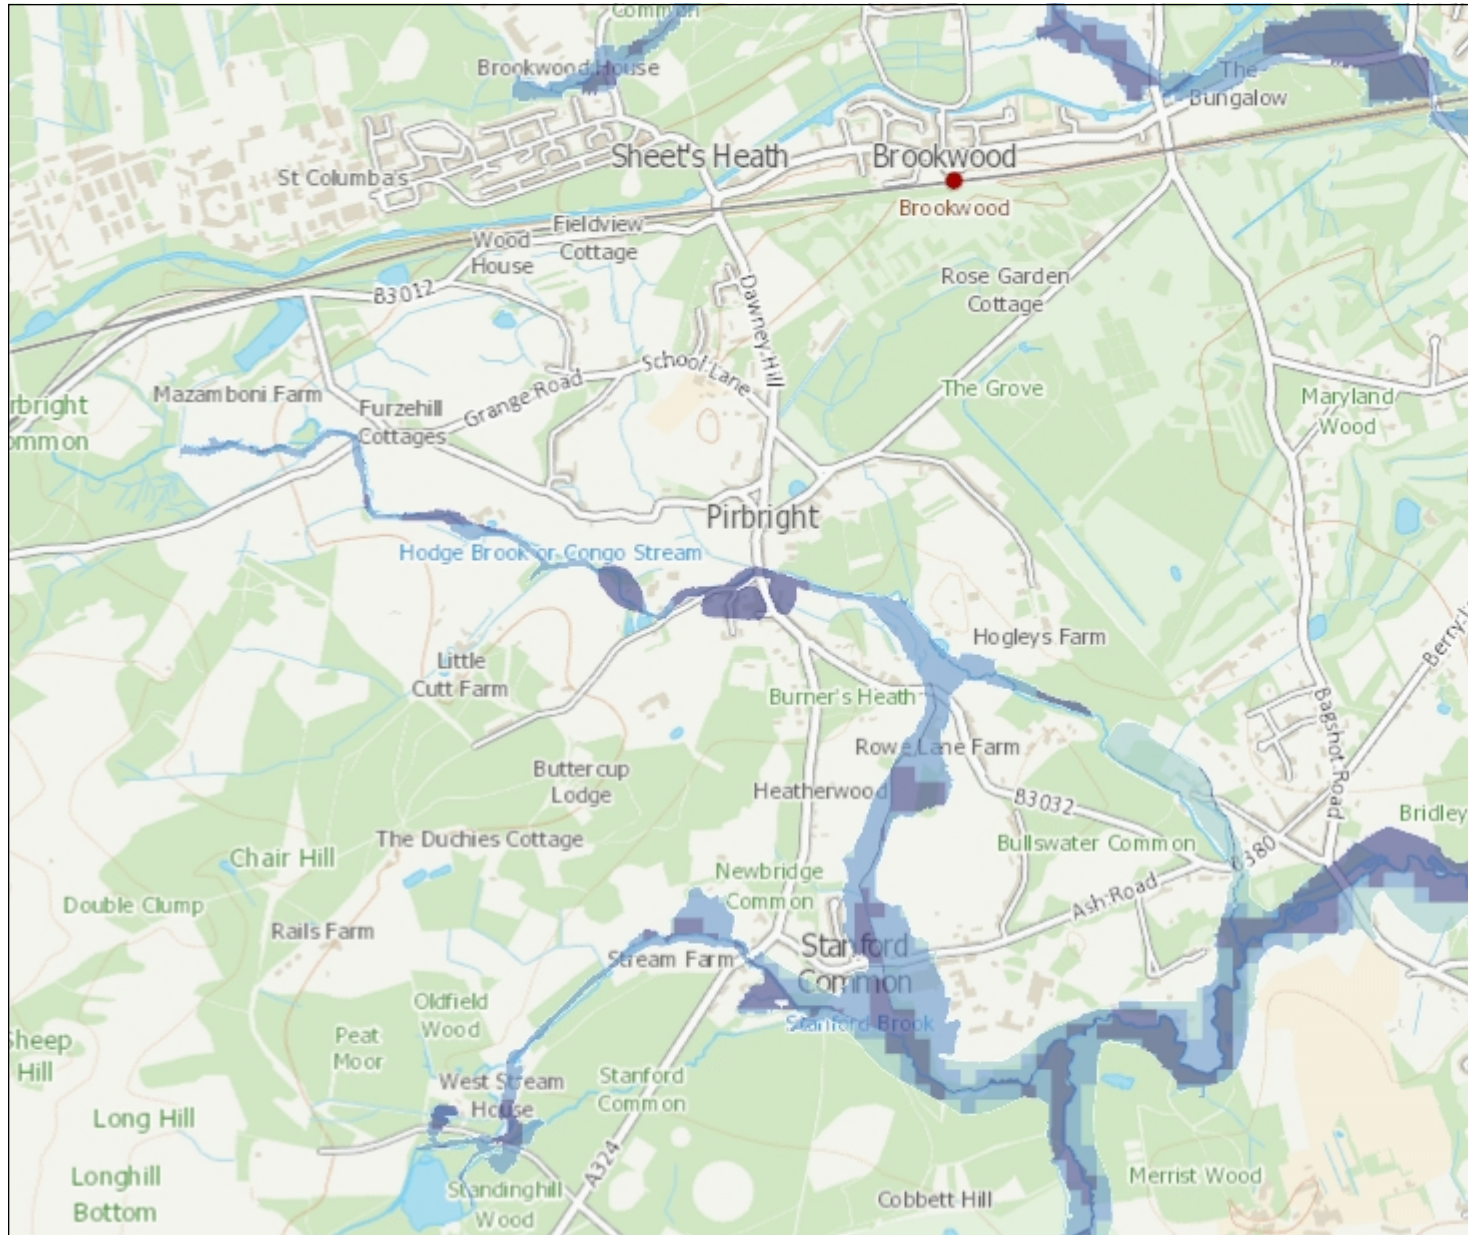 Common
Brookwood House
The
Bungalow
Sheet's Heath
Brookwood
St Columba's
Brookwood
Fieldview
Cottage
Wood
House
Rose Garden
Cottage
B3012
Dawney Hill
School Lane
Mazamboni Farm
Grange Road
The Grove
Furzehill
Cottages
Maryland
Wood
Pirbright
Hodge Brook or Congo Stream
Hogleys Farm
Little
Cutt Farm
Burner's Heath
Bagshot Road
Rowe Lane Farm
Buttercup
Lodge
Heatherwood
B3032
Bridley
The Duchies Cottage
Bullswater Common
Chair Hill
Newbridge
Common
Ash Road
Double Clump
Rails Farm
Stanford
Common
Stream Farm
Oldfield
Wood
Stanford Brook
Peat
Moor
Sheep
Hill
West Stream
House
Stanford
Common
Long Hill
A324
Longhill
Bottom
Standinghill
Wood
Cobbett Hill
Merrist Wood